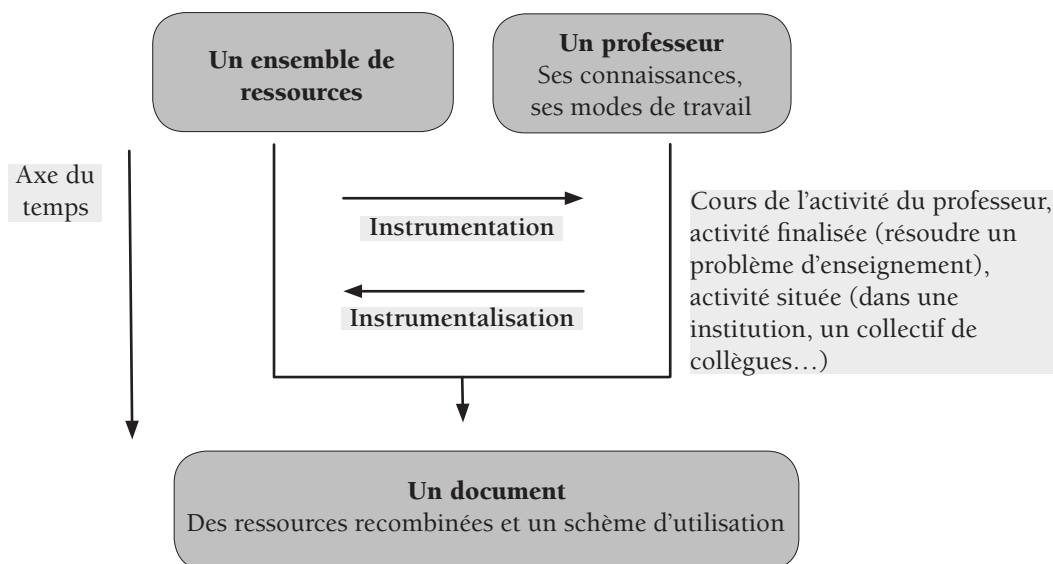 Un ensemble de
ressources
Un professeur
Ses connaissances,
ses modes de travail
Axe du
temps
Instrumentation
Instrumentalisation
Cours de l'activité du professeur,
activité finalisée (résoudre un
problème d'enseignement),
activité située (dans une
institution, un collectif de
collègues…)
Un document
Des ressources recombinées et un schème d'utilisation